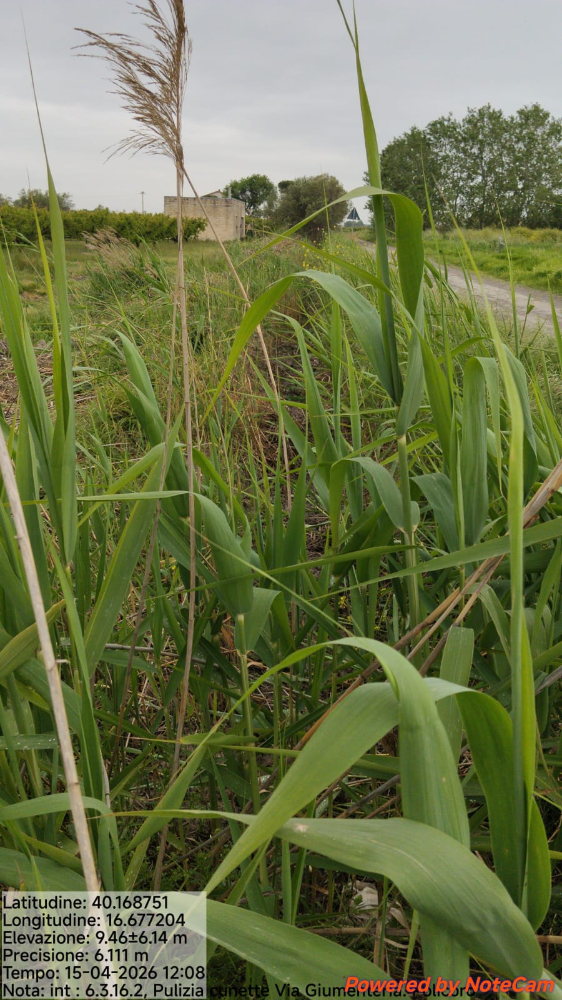 Latitudine: 40.168751
Longitudine: 16.677204
Elevazione: 9.46±6.14 m
Precisione: 6.111 m
Tempo: 15-04-2026 12:08
Nota: int : 6.3.16.2, Pulizia cunette Via
Powered by NoteCam